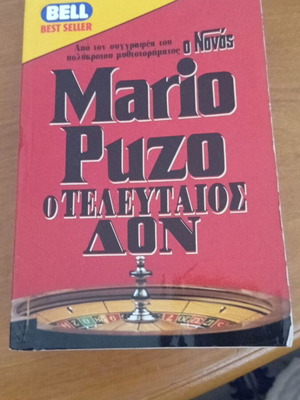 BELL
BEST SELLER
Από τον συγγραφέα του
πολύκροτου μυθιστορήματος ο Νονός
Mario
Puzo
Ο ΤΕΛΕΥΤΑΙΟΣ
ΔΟΝ